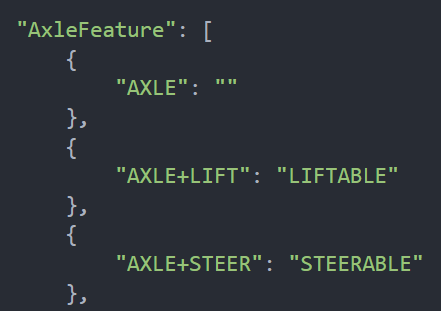 "AxleFeature": [
{
"AXLE": ""
},
{
"AXLE+LIFT": "LIFTABLE"
},
{
"AXLE+STEER": "STEERABLE"
},